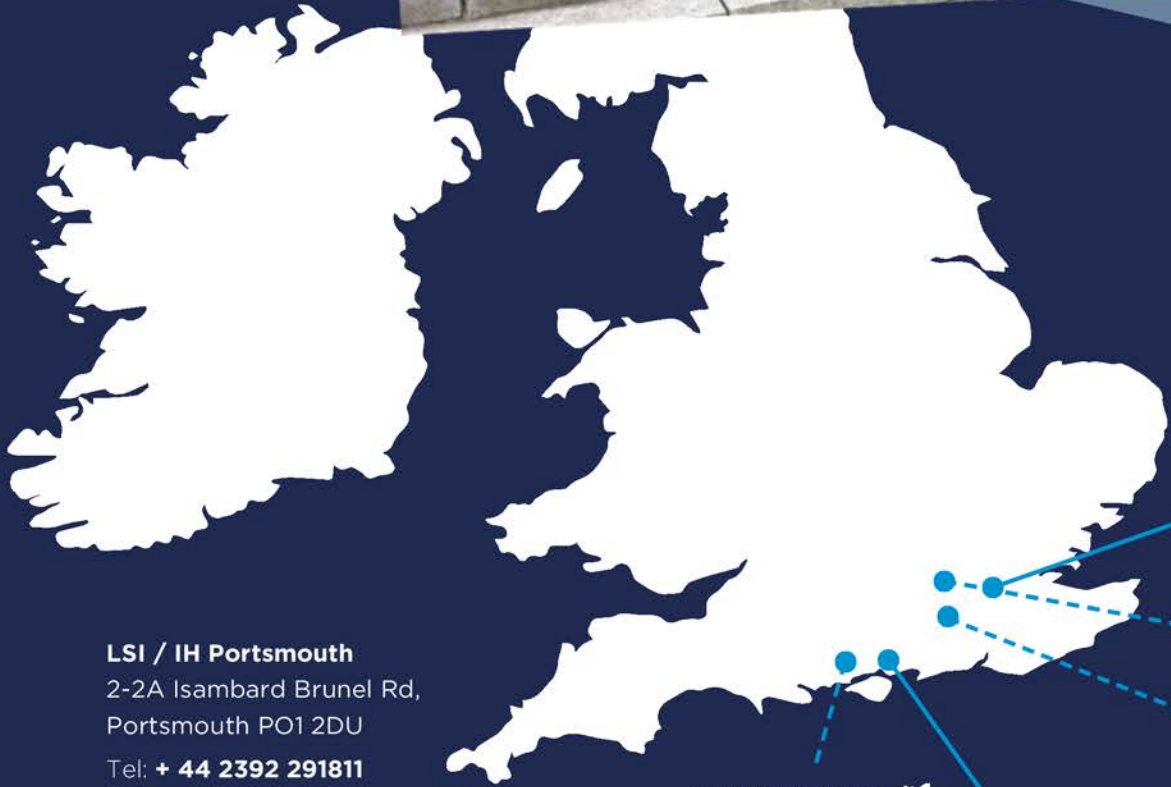 LSI / IH Portsmouth
2-2A Isambard Brunel Rd,
Portsmouth PO1 2DU
Tel: + 44 2392 291811